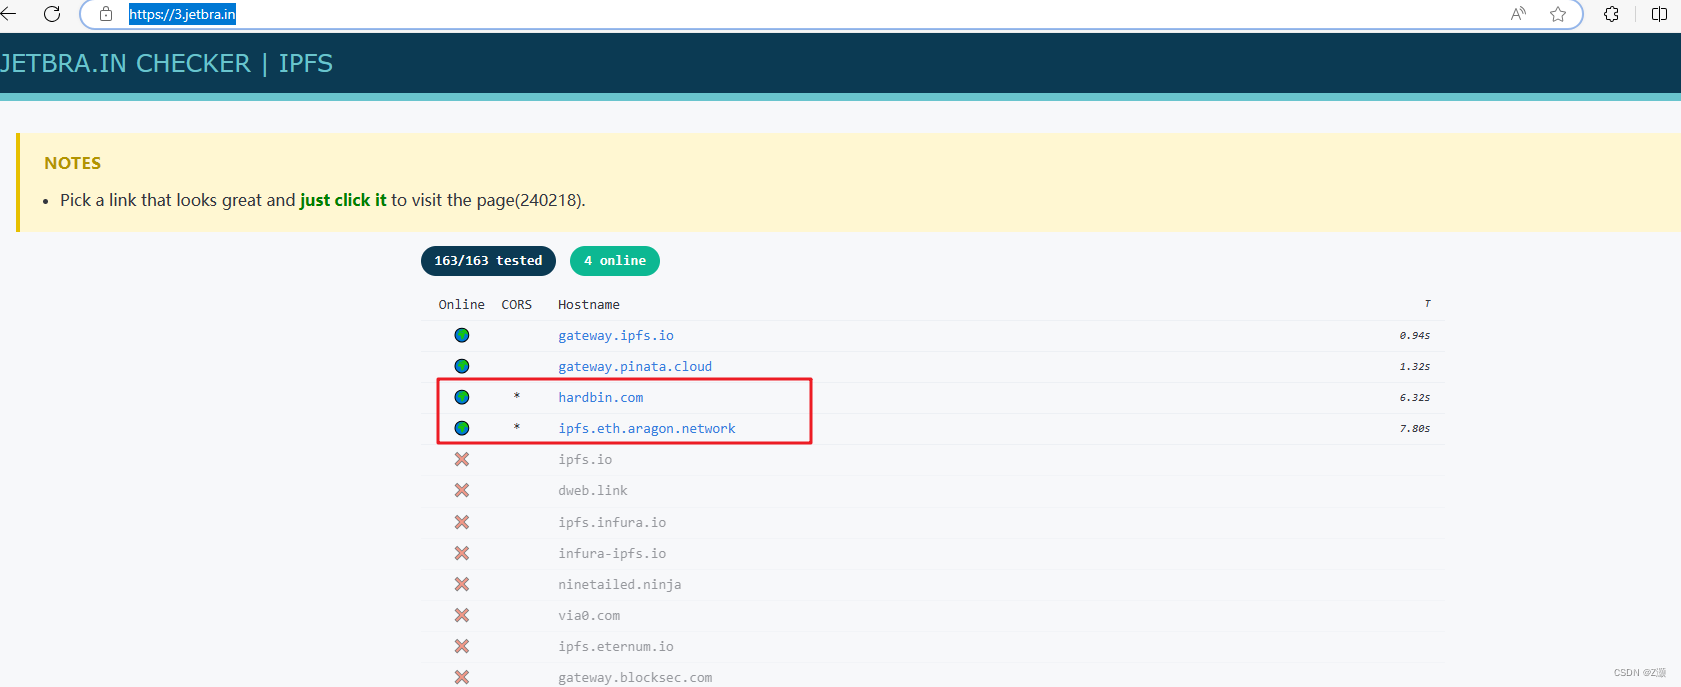 https://3.jetbra.in
JETBRA.IN CHECKER | IPFS
NOTES
• Pick a link that looks great and just click it to visit the page(240218).
163/163 tested 4 online
Online CORS Hostname T
gateway.ipfs.io 0.94s
gateway.pinata.cloud 1.32s
* hardbin.com 6.32s
* ipfs.eth.aragon.network 7.80s
ipfs.io
dweb.link
ipfs.infura.io
infura-ipfs.io
ninetailed.ninja
via0.com
ipfs.eternum.io
gateway.blocksec.com
CSDN @Z